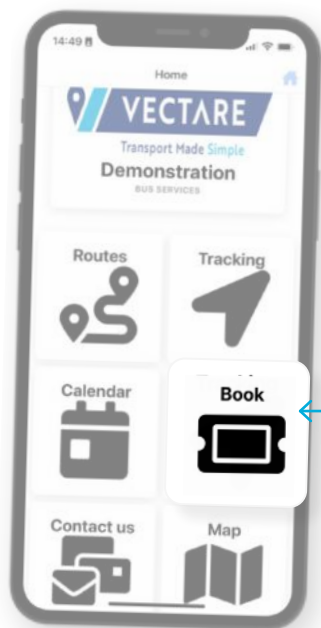 14:49
Home
VECTARE
Transport Made Simple
Demonstration
BUS SERVICES
Routes
Tracking
Calendar
Book
Contact us
Map